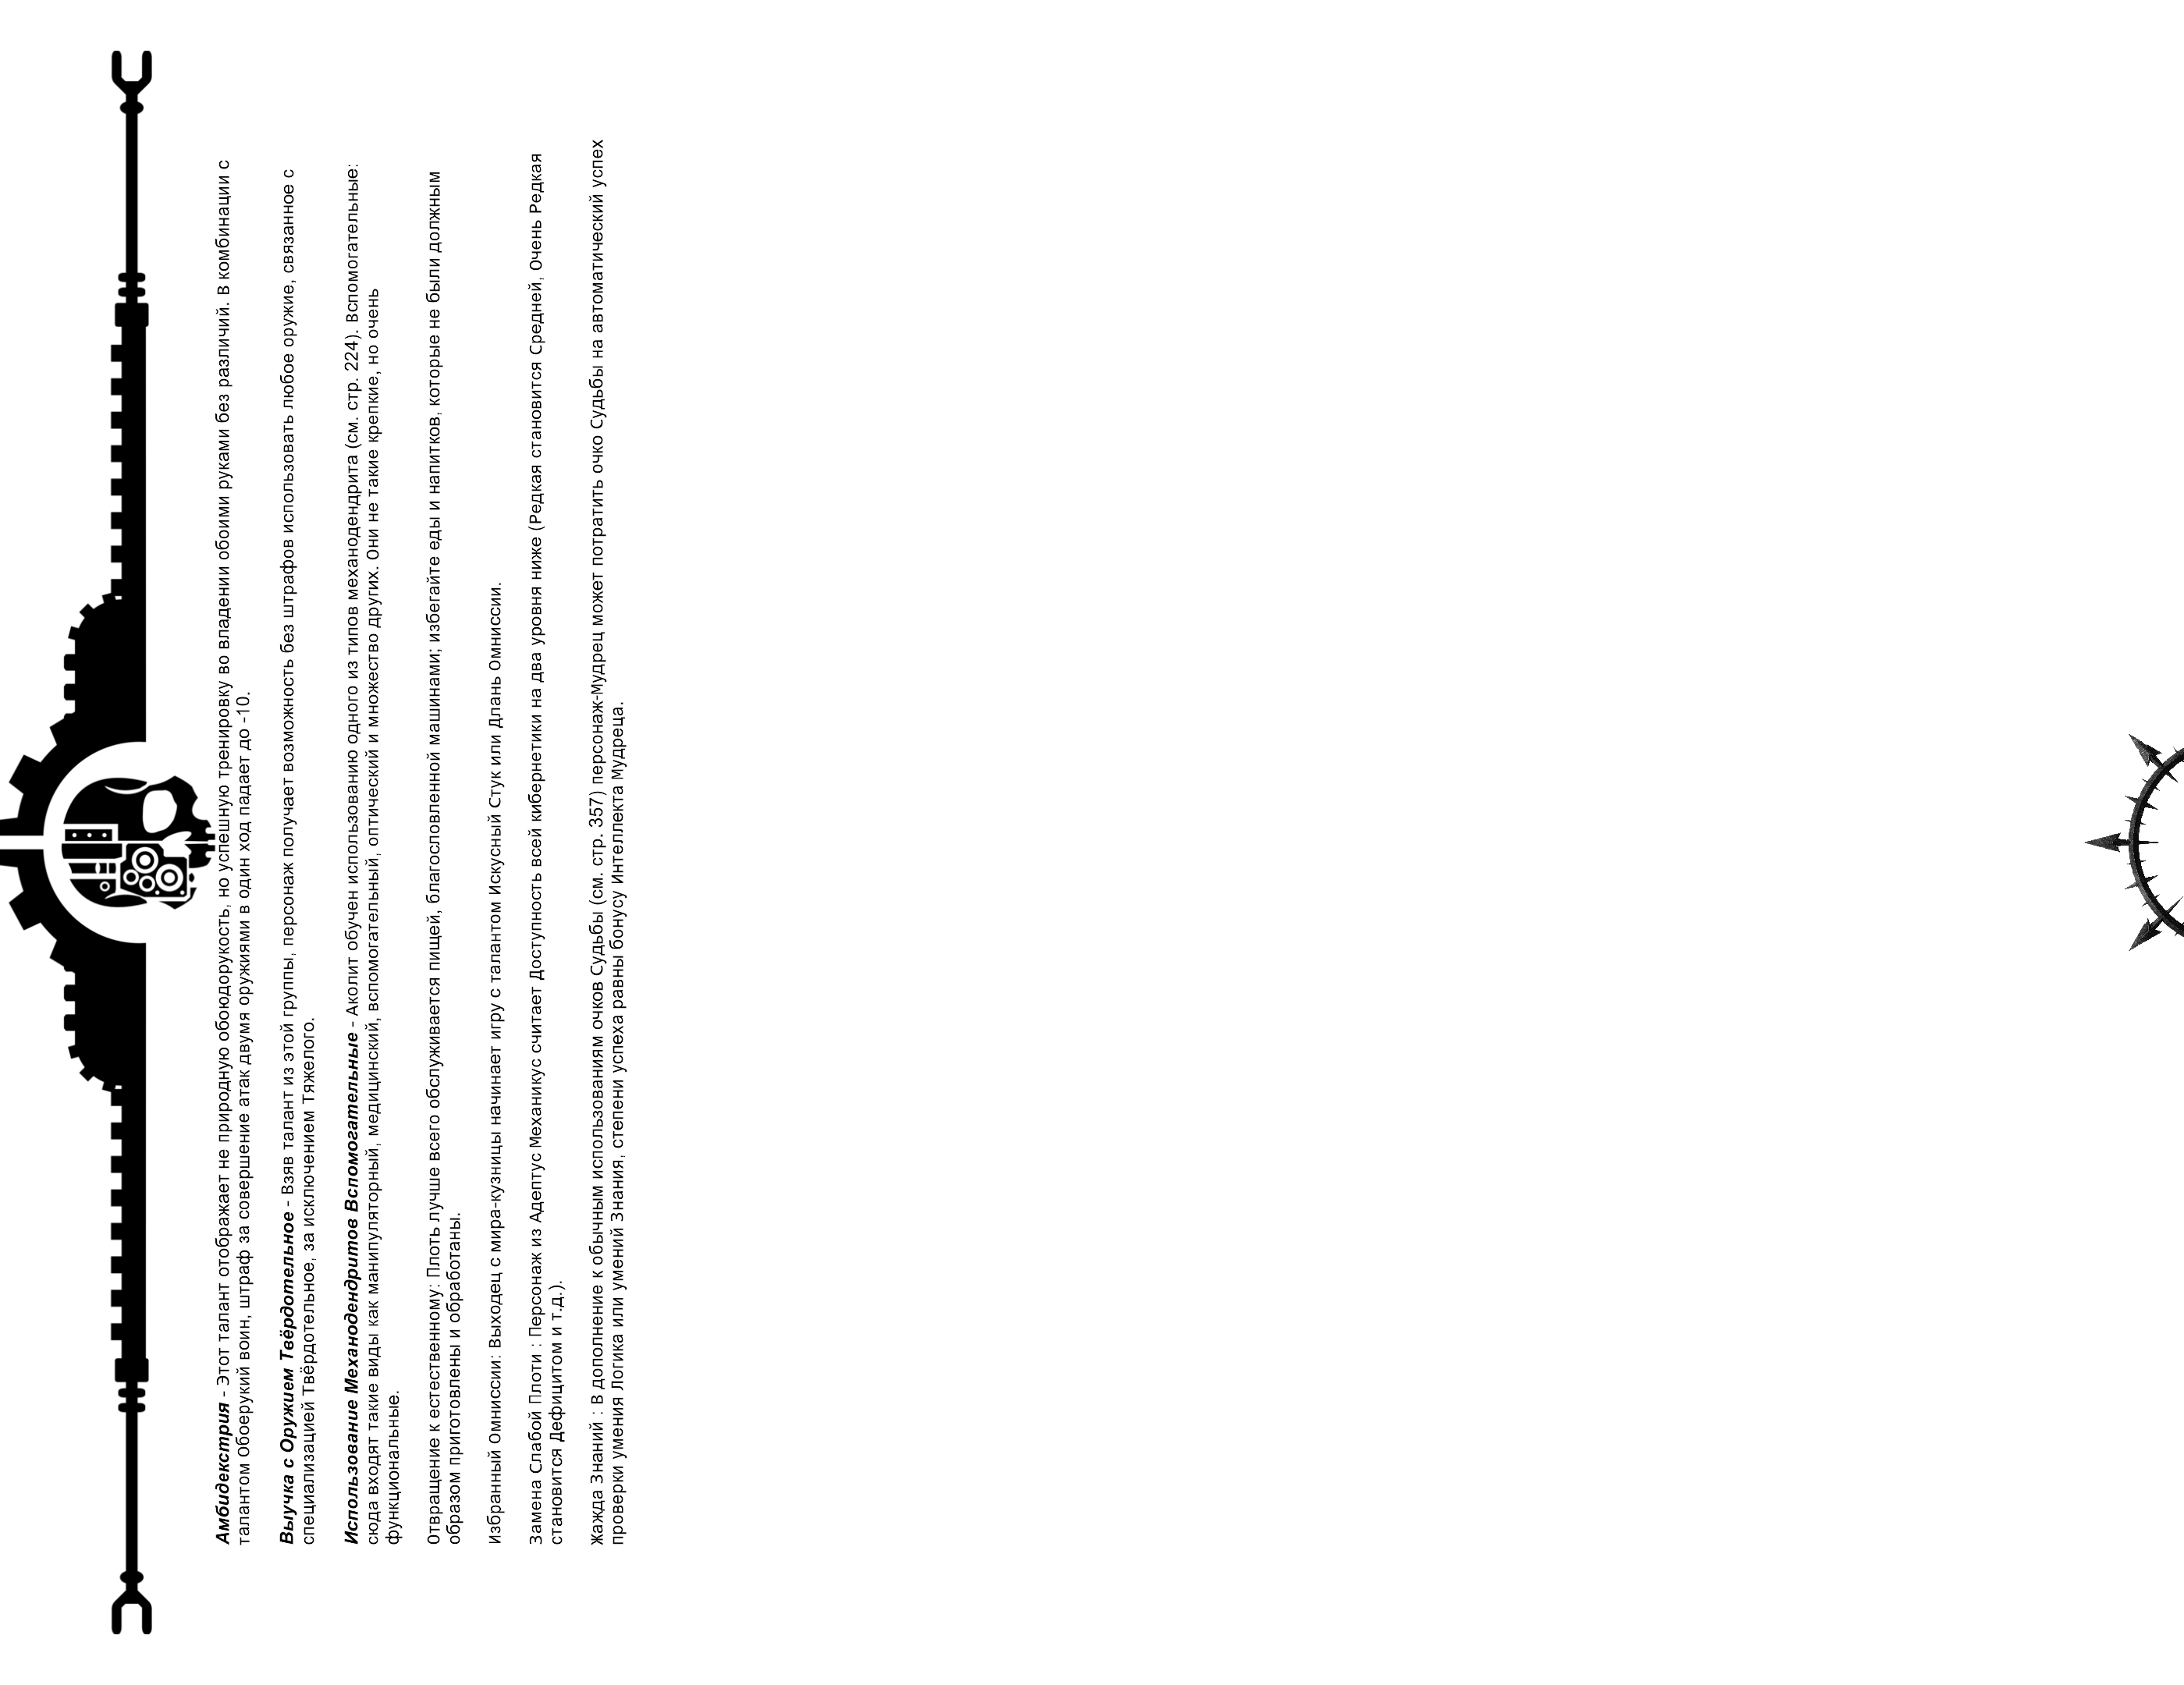 Амбидекстрия - Этот талант отображает не природную обоюдорукость, но успешную тренировку во владении обоими руками без различий. В комбинации с
талантом Обоерукий воин, штраф за совершение атак двумя оружиями в один ход падает до -10.
Выучка с Оружием Твёрдотельное - Взяв талант из этой группы, персонаж получает возможность без штрафов использовать любое оружие, связанное с
специализацией Твёрдотельное, за исключением Тяжелого.
Использование Механодендритов Вспомогательные - Аколит обучен использованию одного из типов механодендрита (см. стр. 224). Вспомогательные:
сюда входят такие виды как манипуляторный, медицинский, вспомогательный, оптический и множество других. Они не такие крепкие, но очень
функциональные.
Отвращение к естественному: Плоть лучше всего обслуживается пищей, благословленной машинами; избегайте еды и напитков, которые не были должным
образом приготовлены и обработаны.
Избранный Омниссии: Выходец с мира-кузницы начинает игру с талантом Искусный Стук или Длань Омниссии.
Замена Слабой Плоти : Персонаж из Адептус Механикус считает Доступность всей кибернетики на два уровня ниже (Редкая становится Средней, Очень Редкая
становится Дефицитом и т.д.).
Жажда Знаний : В дополнение к обычным использованиям очков Судьбы (см. стр. 357) персонаж-Мудрец может потратить очко Судьбы на автоматический успех
проверки умения Логика или умений Знания, степени успеха равны бонусу Интеллекта Мудреца.